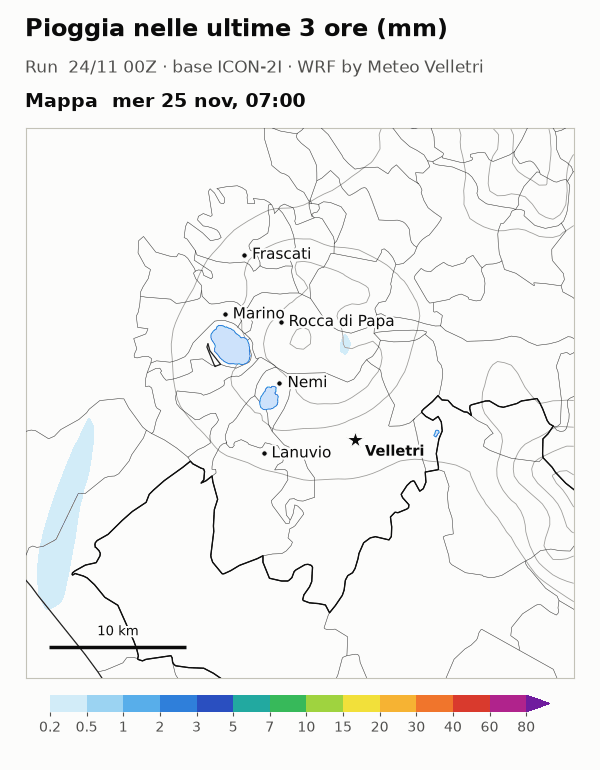 Pioggia nelle ultime 3 ore (mm)
Run  24/11 00Z · base ICON-2I · WRF by Meteo Velletri
Mappa  mer 25 nov, 07:00
Frascati
Marino
Rocca di Papa
Nemi
Velletri
Lanuvio
10 km
0.2 0.5 1 2 3 5 7 10 15 20 30 40 60 80